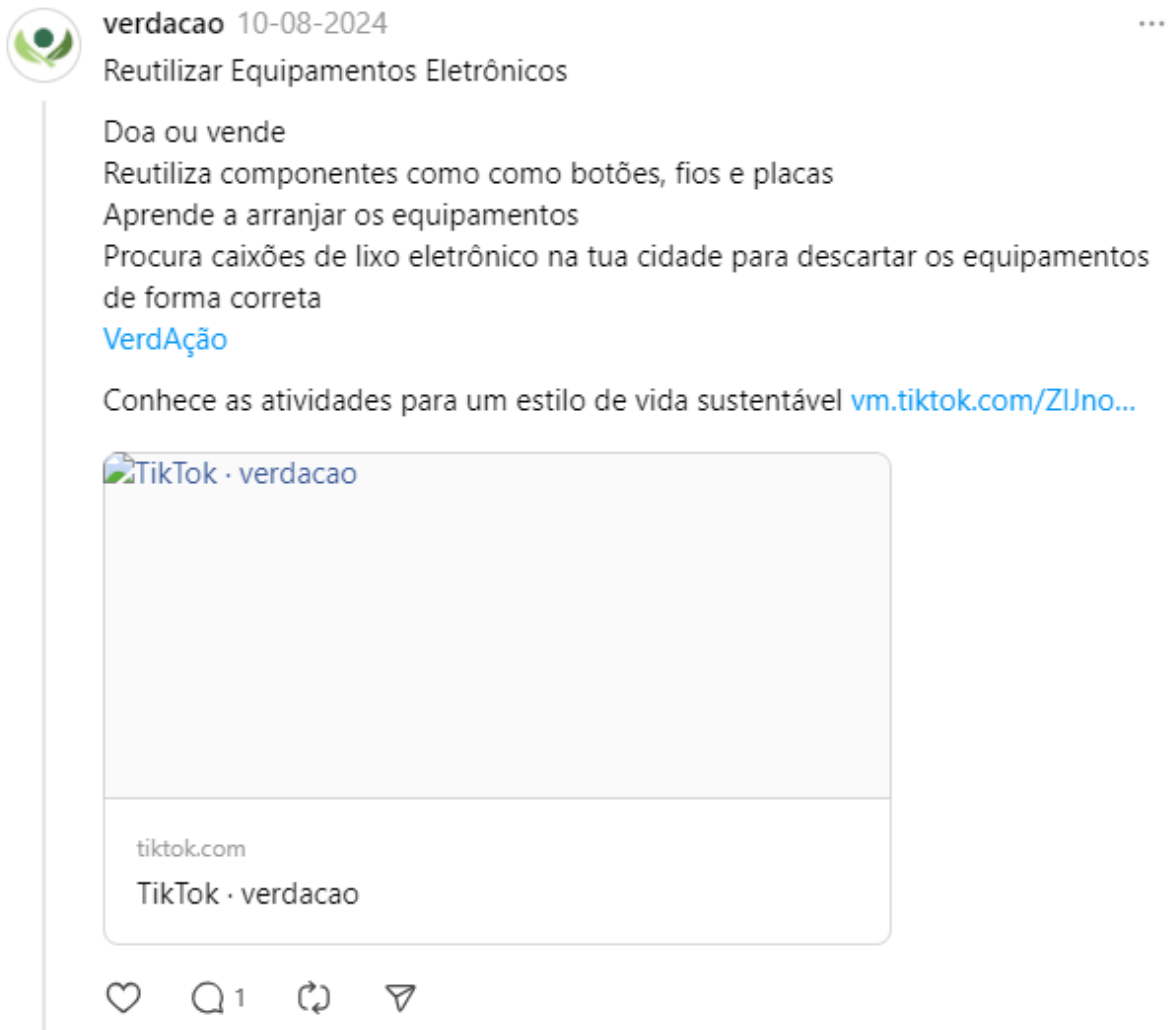 verdacao 10-08-2024
Reutilizar Equipamentos Eletrônicos
Doa ou vende
Reutiliza componentes como como botões, fios e placas
Aprende a arranjar os equipamentos
Procura caixões de lixo eletrônico na tua cidade para descartar os equipamentos
de forma correta
VerdAção
Conhece as atividades para um estilo de vida sustentável vm.tiktok.com/ZIJno...
TikTok · verdacao
tiktok.com
TikTok · verdacao
1